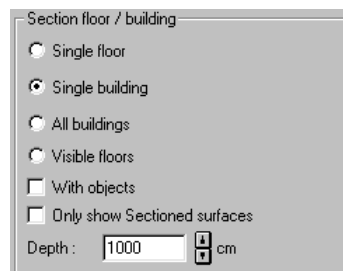 Section floor / building
Single floor
Single building
All buildings
Visible floors
With objects
Only show Sectioned surfaces
Depth : 1000 cm